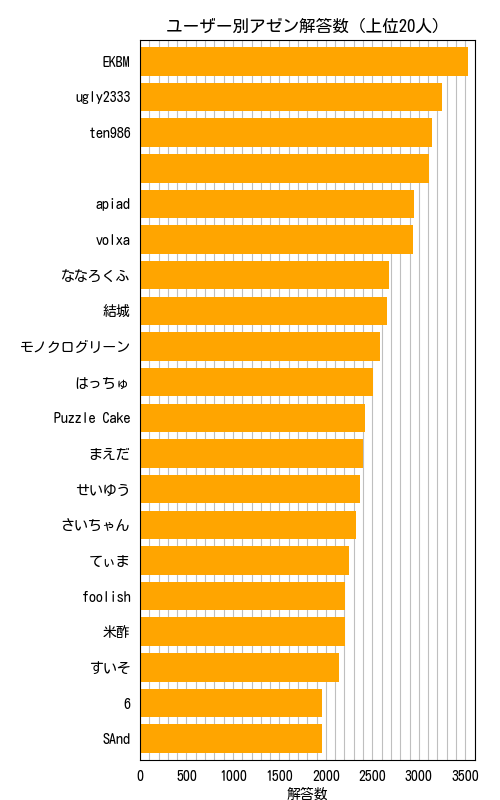 ユーザー別アゼン解答数 (上位20人)
EKBM
ugly2333
ten986
apiad
volxa
ななろくふ
結城
モノクログリーン
はっちゅ
Puzzle Cake
まえだ
せいゆう
さいちゃん
てぃま
foolish
米酢
すいそ
6
SAnd
0 500 1000 1500 2000 2500 3000 3500
解答数